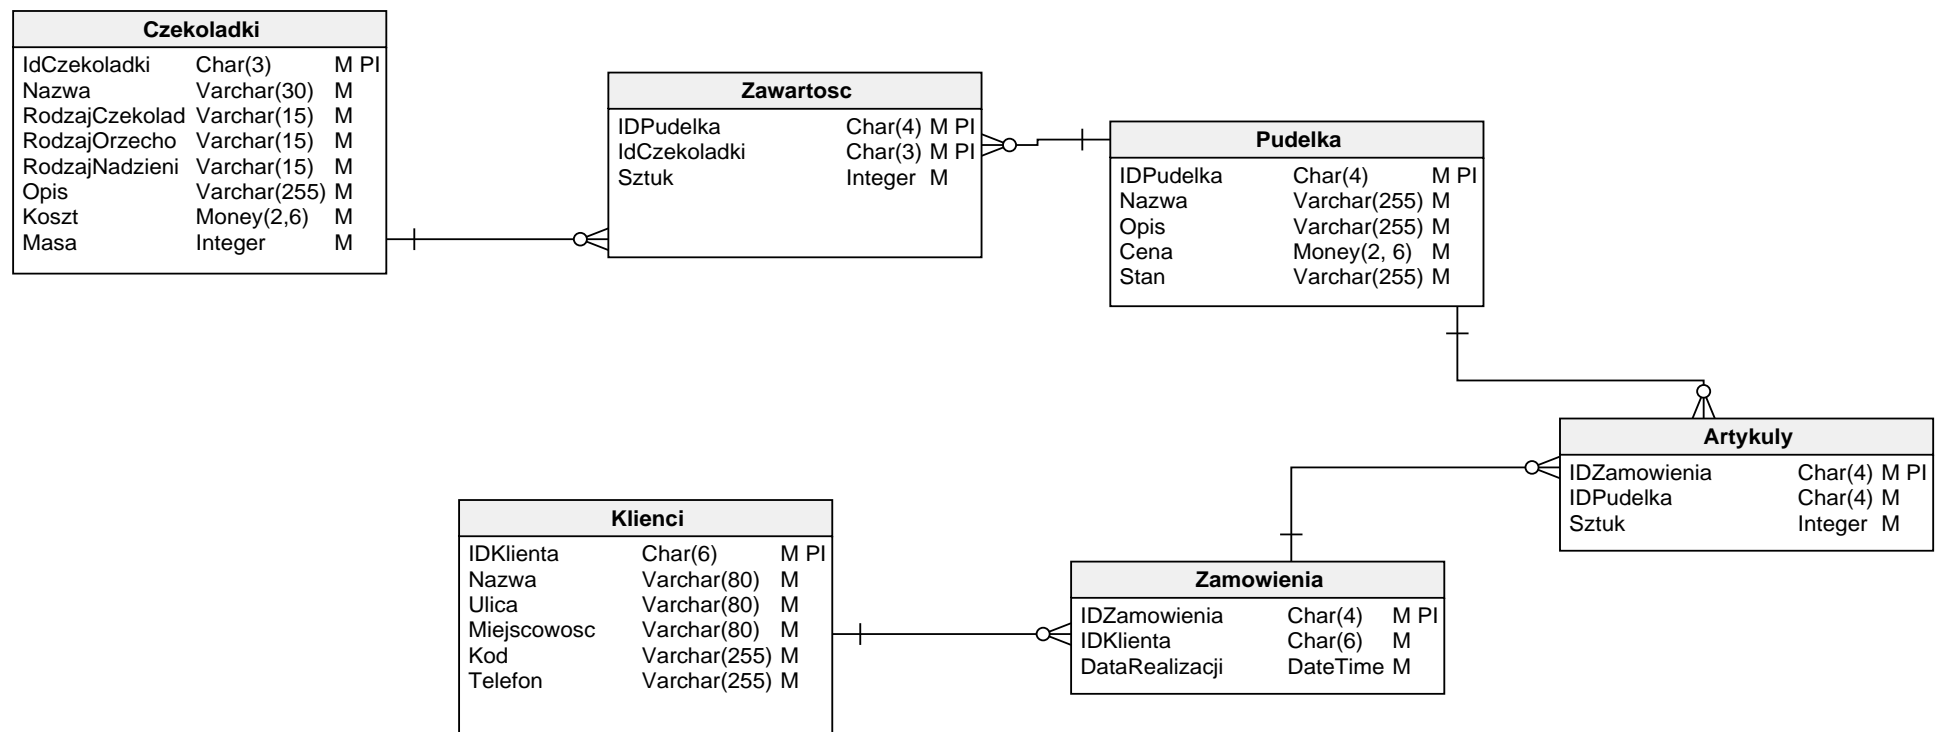 Czekoladki
IdCzekoladki Char(3) M PI
Nazwa Varchar(30) M
RodzajCzekolad Varchar(15) M
RodzajOrzecho Varchar(15) M
RodzajNadzieni Varchar(15) M
Opis Varchar(255) M
Koszt Money(2,6) M
Masa Integer M
Zawartosc
IDPudelka Char(4) M PI
IdCzekoladki Char(3) M PI
Sztuk Integer M
Pudelka
IDPudelka Char(4) M PI
Nazwa Varchar(255) M
Opis Varchar(255) M
Cena Money(2, 6) M
Stan Varchar(255) M
Artykuly
IDZamowienia Char(4) M PI
IDPudelka Char(4) M
Sztuk Integer M
Klienci
IDKlienta Char(6) M PI
Nazwa Varchar(80) M
Ulica Varchar(80) M
Miejscowosc Varchar(80) M
Kod Varchar(255) M
Telefon Varchar(255) M
Zamowienia
IDZamowienia Char(4) M PI
IDKlienta Char(6) M
DataRealizacji DateTime M